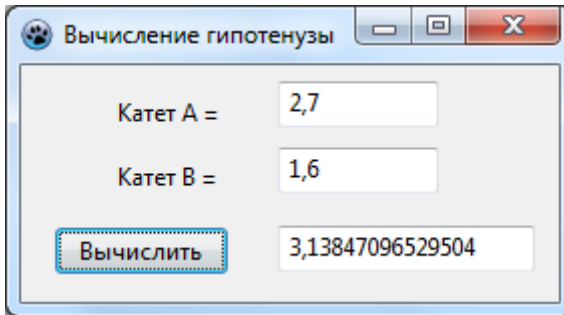 Вычисление гипотенузы
Катет A = 2,7
Катет B = 1,6
Вычислить 3,13847096529504